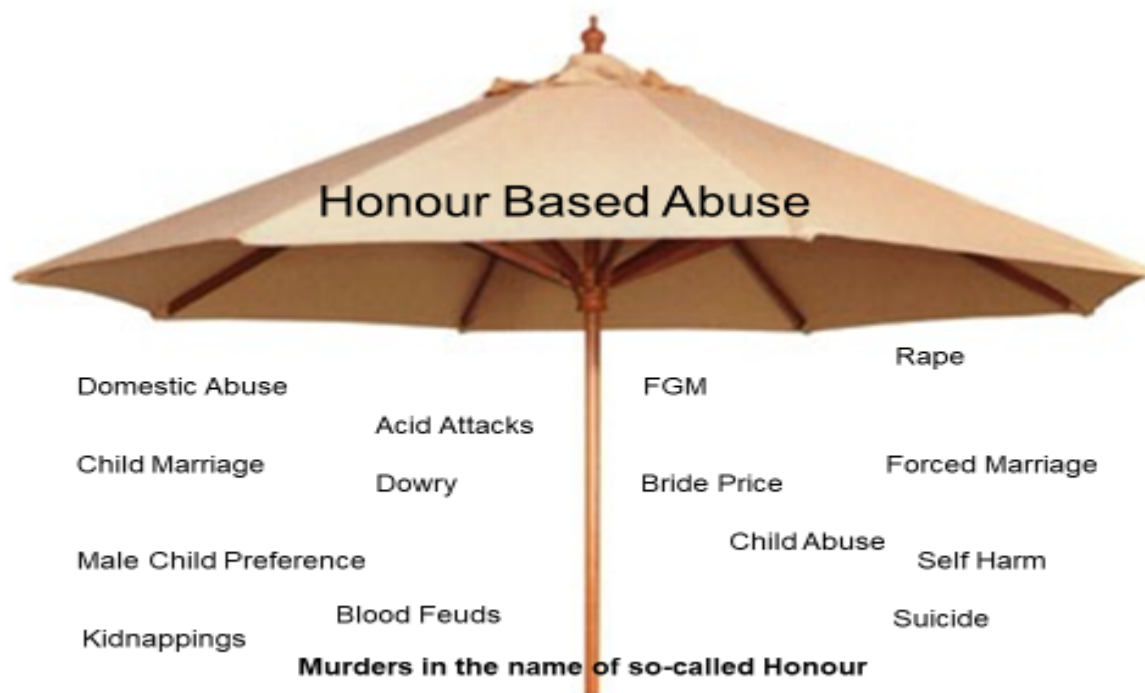 Honour Based Abuse
Rape
Domestic Abuse
FGM
Acid Attacks
Child Marriage
Forced Marriage
Dowry
Bride Price
Child Abuse
Male Child Preference
Self Harm
Blood Feuds
Suicide
Kidnappings
Murders in the name of so-called Honour